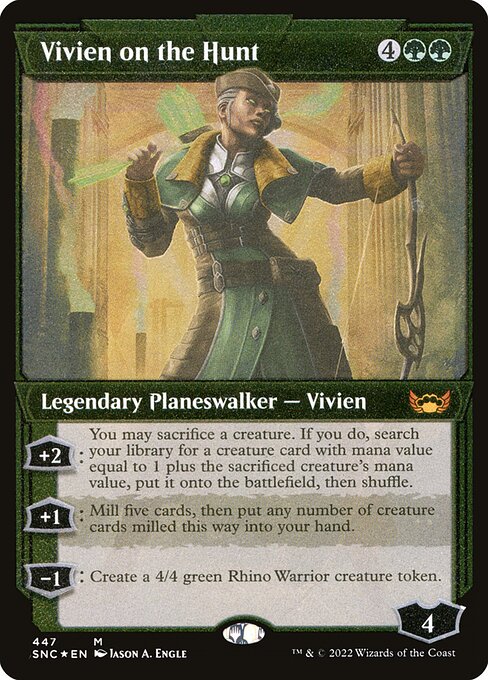 Vivien on the Hunt 4
Legendary Planeswalker — Vivien
+2 : You may sacrifice a creature. If you do, search
your library for a creature card with mana value
equal to 1 plus the sacrificed creature's mana
value, put it onto the battlefield, then shuffle.
+1 : Mill five cards, then put any number of creature
cards milled this way into your hand.
−1 : Create a 4/4 green Rhino Warrior creature token.
4
447 M
SNC★EN Jason A. Engle ™ & © 2022 Wizards of the Coast